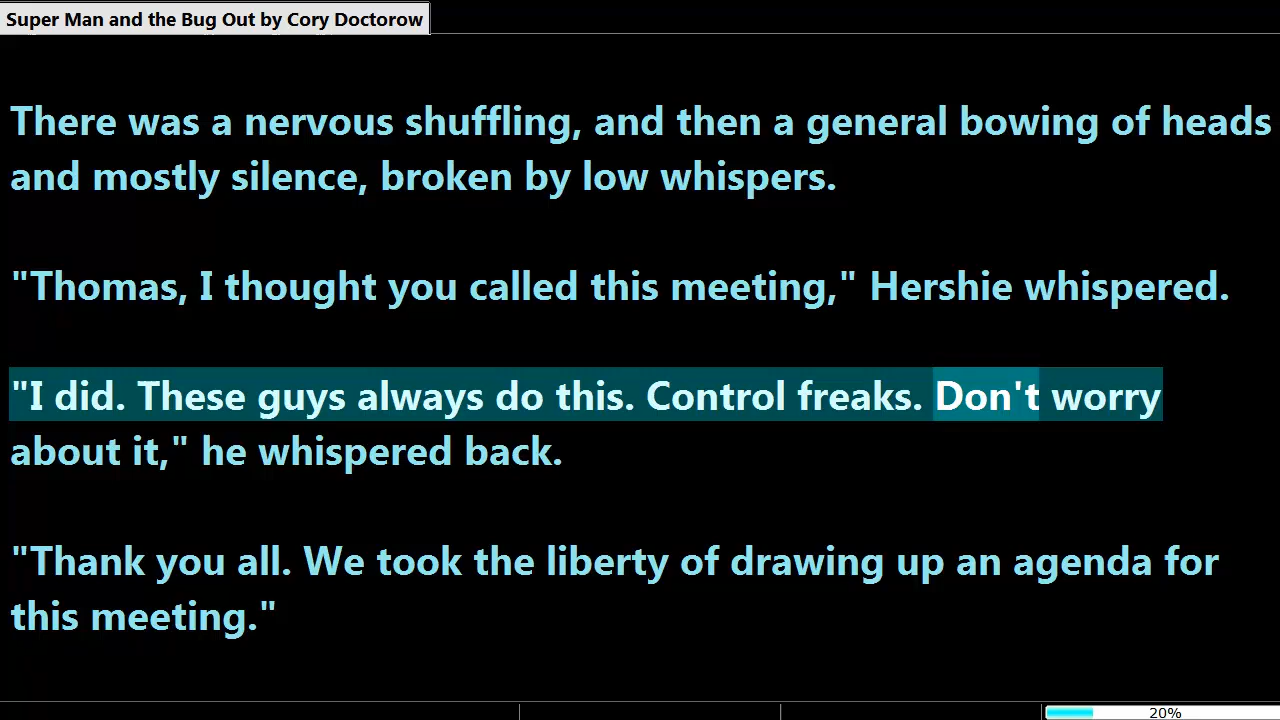 Super Man and the Bug Out by Cory Doctorow
There was a nervous shuffling, and then a general bowing of heads
and mostly silence, broken by low whispers.
"Thomas, I thought you called this meeting," Hershie whispered.
"I did. These guys always do this. Control freaks. Don't worry
about it," he whispered back.
"Thank you all. We took the liberty of drawing up an agenda for
this meeting."
20%